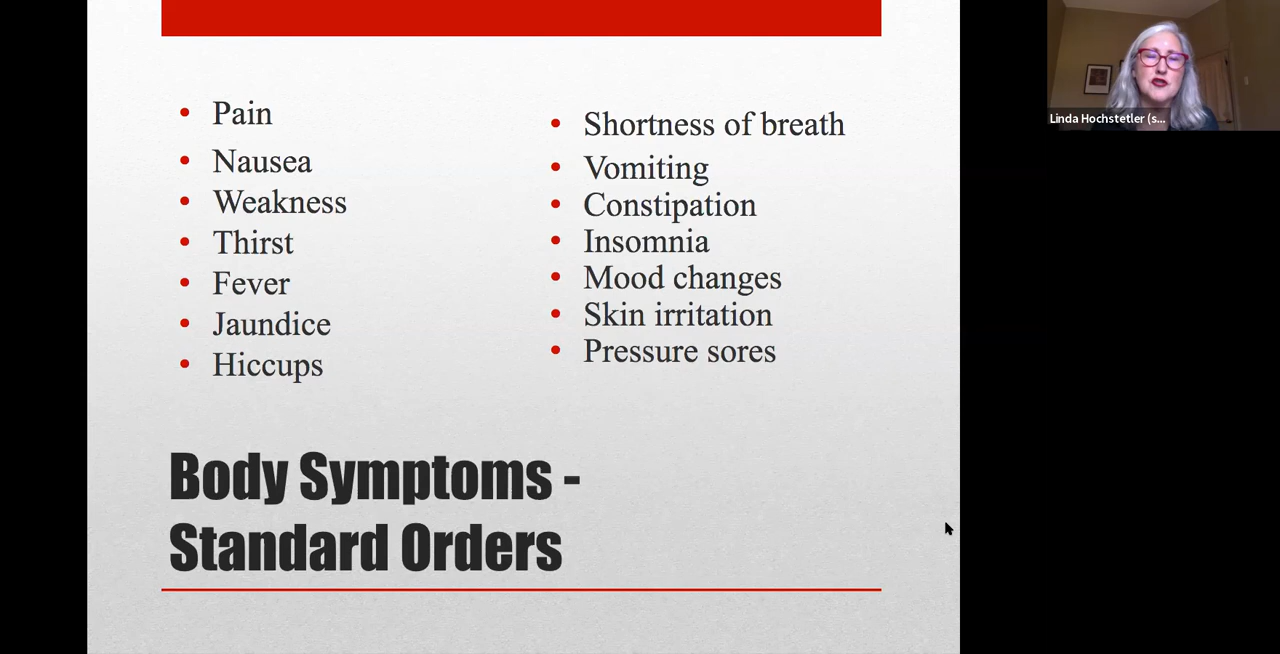 Pain
Nausea
Weakness
Thirst
Fever
Jaundice
Hiccups
Shortness of breath
Vomiting
Constipation
Insomnia
Mood changes
Skin irritation
Pressure sores
Body Symptoms -
Standard Orders
Linda Hochstetler (s...